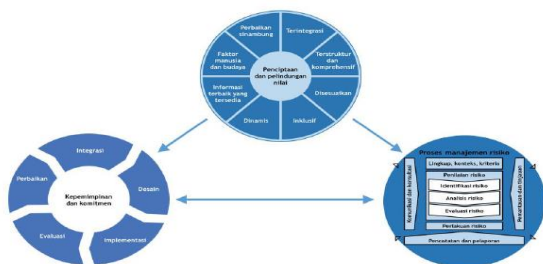 Perbaikan
sinambung
Terintegrasi
Faktor
manusia
dan budaya
Terstruktur
dan
komprehensif
Penciptaan
dan pelindungan
nilai
Informasi
terbaik yang
tersedia
Disesuaikan
Dinamis
Inklusif
Integrasi
Perbaikan
Desain
Kepemimpinan
dan komitmen
Evaluasi
Implementasi
Proses manajemen risiko
Lingkup, konteks, kriteria
Penilaian risiko
Identifikasi risiko
Analisis risiko
Evaluasi risiko
Perlakuan risiko
Komunikasi dan konsultasi
Pemantauan dan tinjauan
Pencatatan dan pelaporan